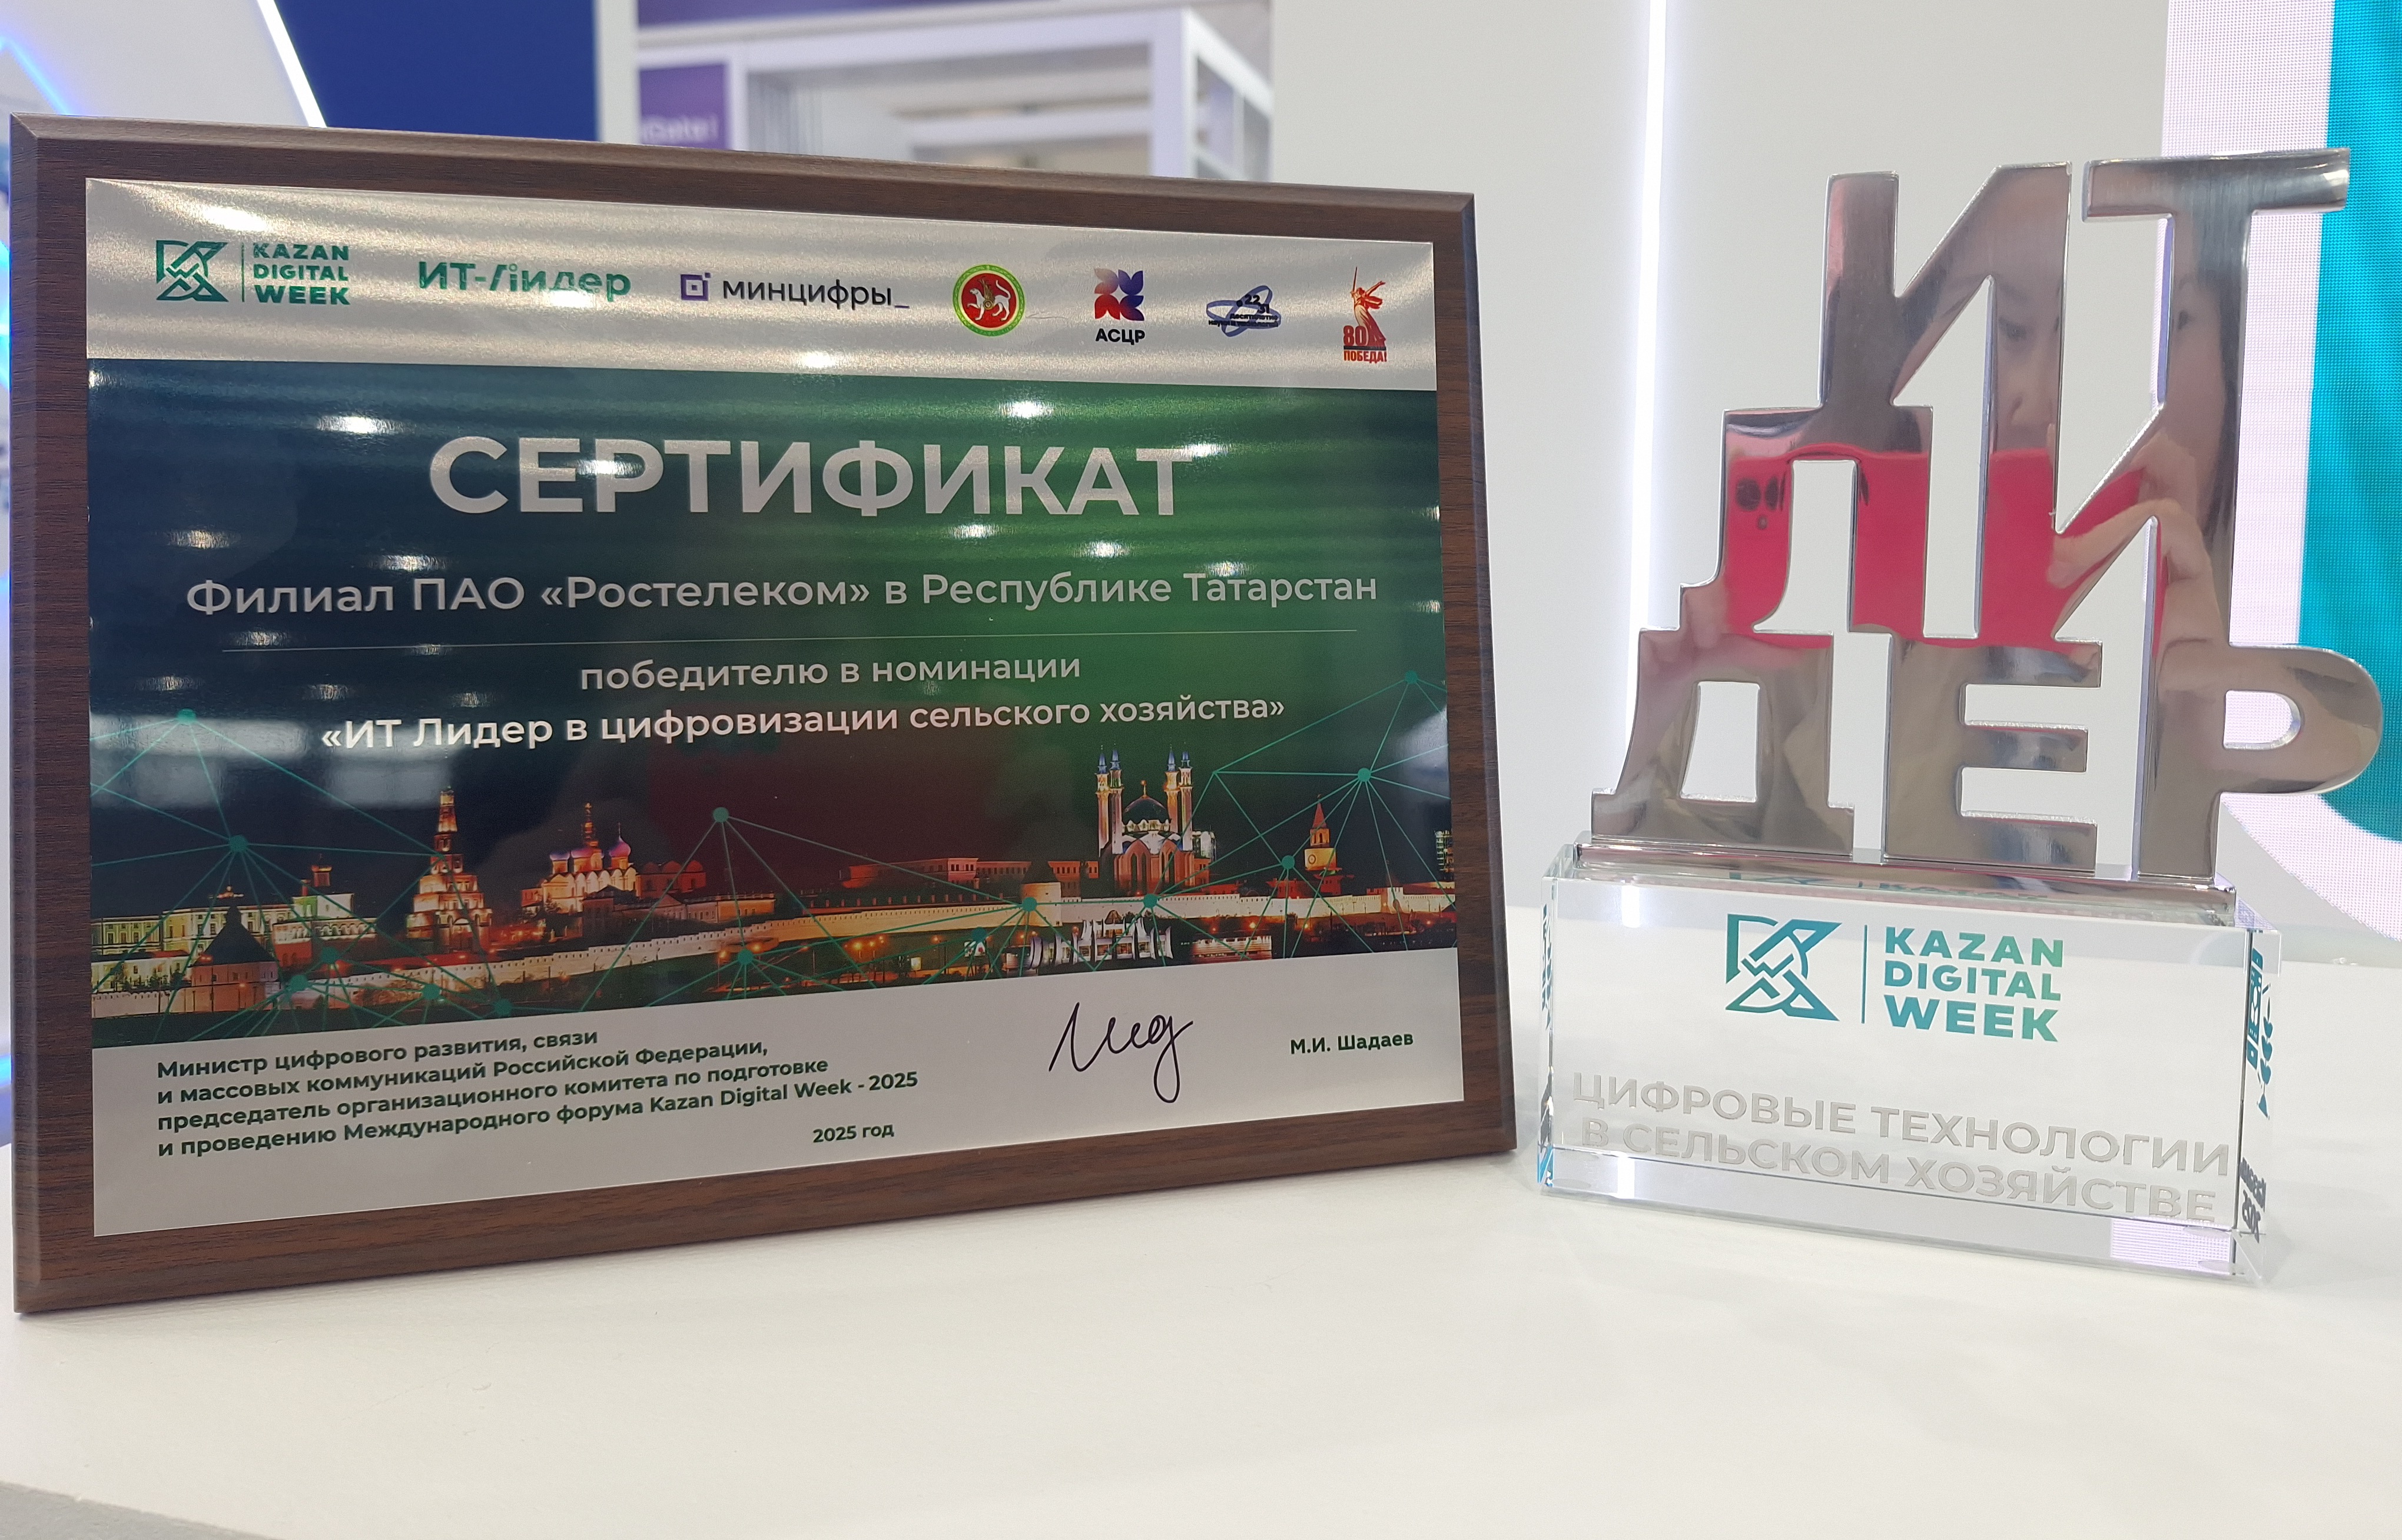 KAZAN
DIGITAL
WEEK
ИТ-Лидер
минцифры_
АСЦР
80
ПОБЕДА!
СЕРТИФИКАТ
Филиал ПАО «Ростелеком» в Республике Татарстан
победителю в номинации
«ИТ Лидер в цифровизации сельского хозяйства»
Министр цифрового развития, связи
и массовых коммуникаций Российской Федерации,
председатель организационного комитета по подготовке
и проведению Международного форума Kazan Digital Week - 2025
М.И. Шадаев
2025 год
ИТ
ЛИ
ДЕР
KAZAN
DIGITAL
WEEK
ЦИФРОВЫЕ ТЕХНОЛОГИИ
В СЕЛЬСКОМ ХОЗЯЙСТВЕ